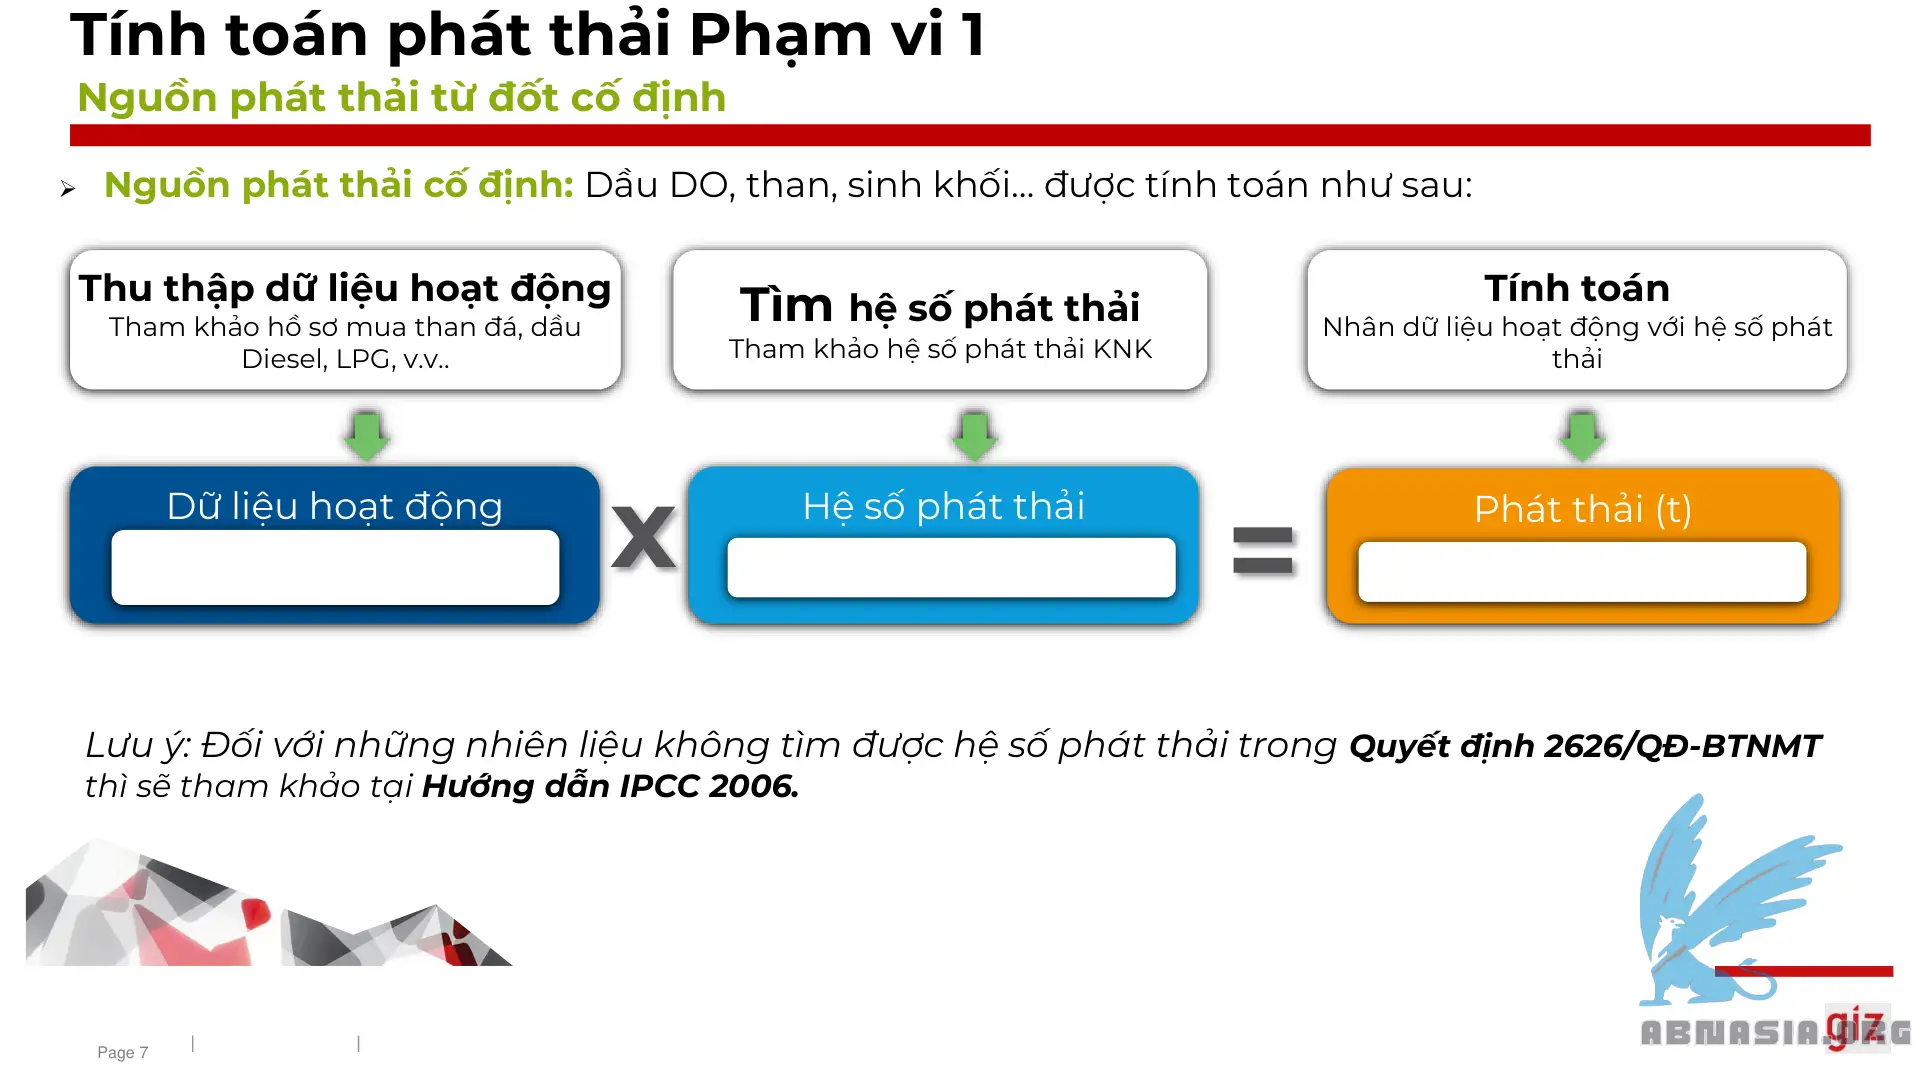 Tính toán phát thải Phạm vi 1
Nguồn phát thải từ đốt cố định
Nguồn phát thải cố định: Dầu DO, than, sinh khối... được tính toán như sau:
Thu thập dữ liệu hoạt động
Tham khảo hồ sơ mua than đá, dầu
Diesel, LPG, v.v..
Tìm hệ số phát thải
Tham khảo hệ số phát thải KNK
Tính toán
Nhân dữ liệu hoạt động với hệ số phát
thải
Dữ liệu hoạt động
x
Hệ số phát thải
=
Phát thải (t)
Lưu ý: Đối với những nhiên liệu không tìm được hệ số phát thải trong Quyết định 2626/QĐ-BTNMT
thì sẽ tham khảo tại Hướng dẫn IPCC 2006.
Page 7
giz
ABNASIA.ORG